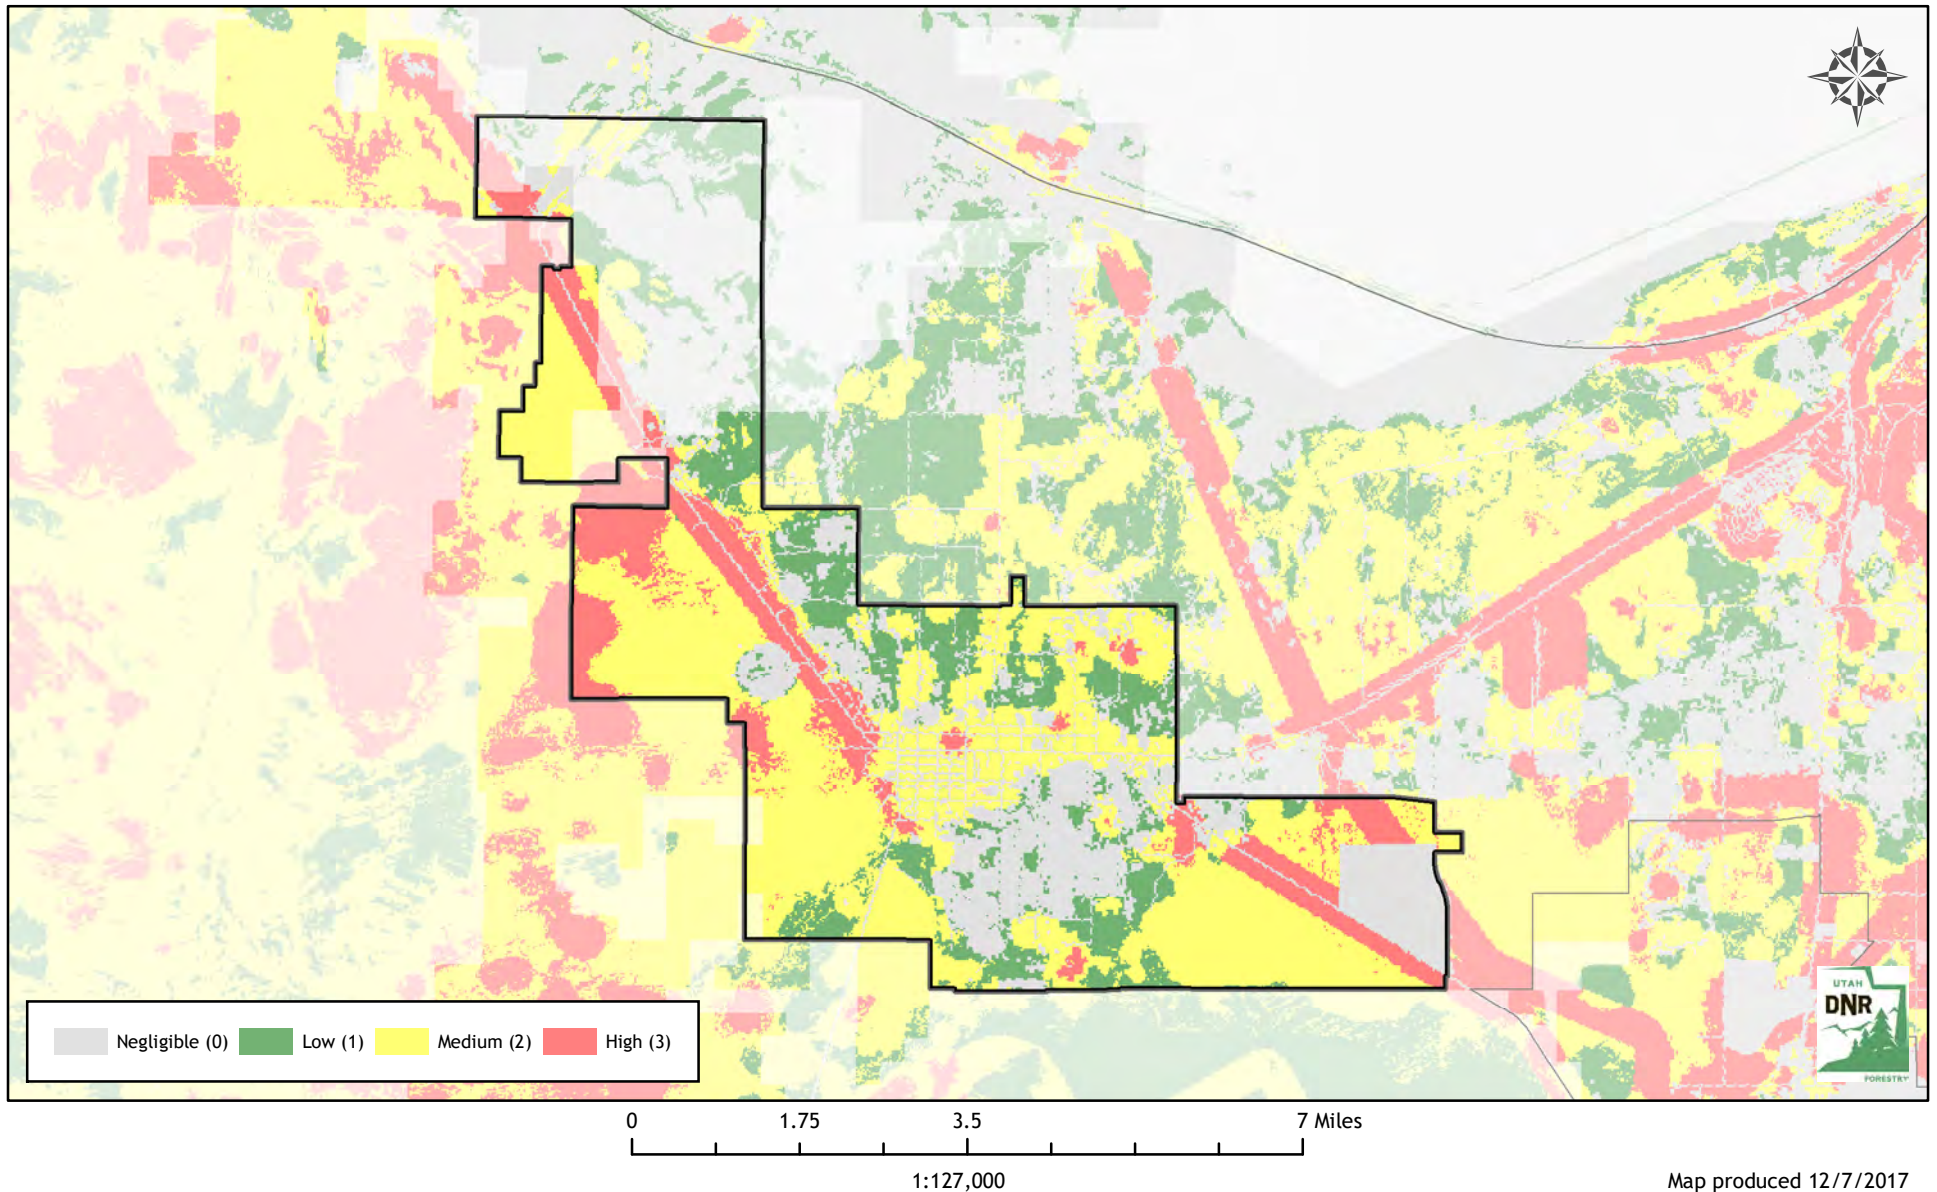 UTAH
DNR
FORESTRY
Negligible (0) Low (1) Medium (2) High (3)
0 1.75 3.5 7 Miles
1:127,000
Map produced 12/7/2017